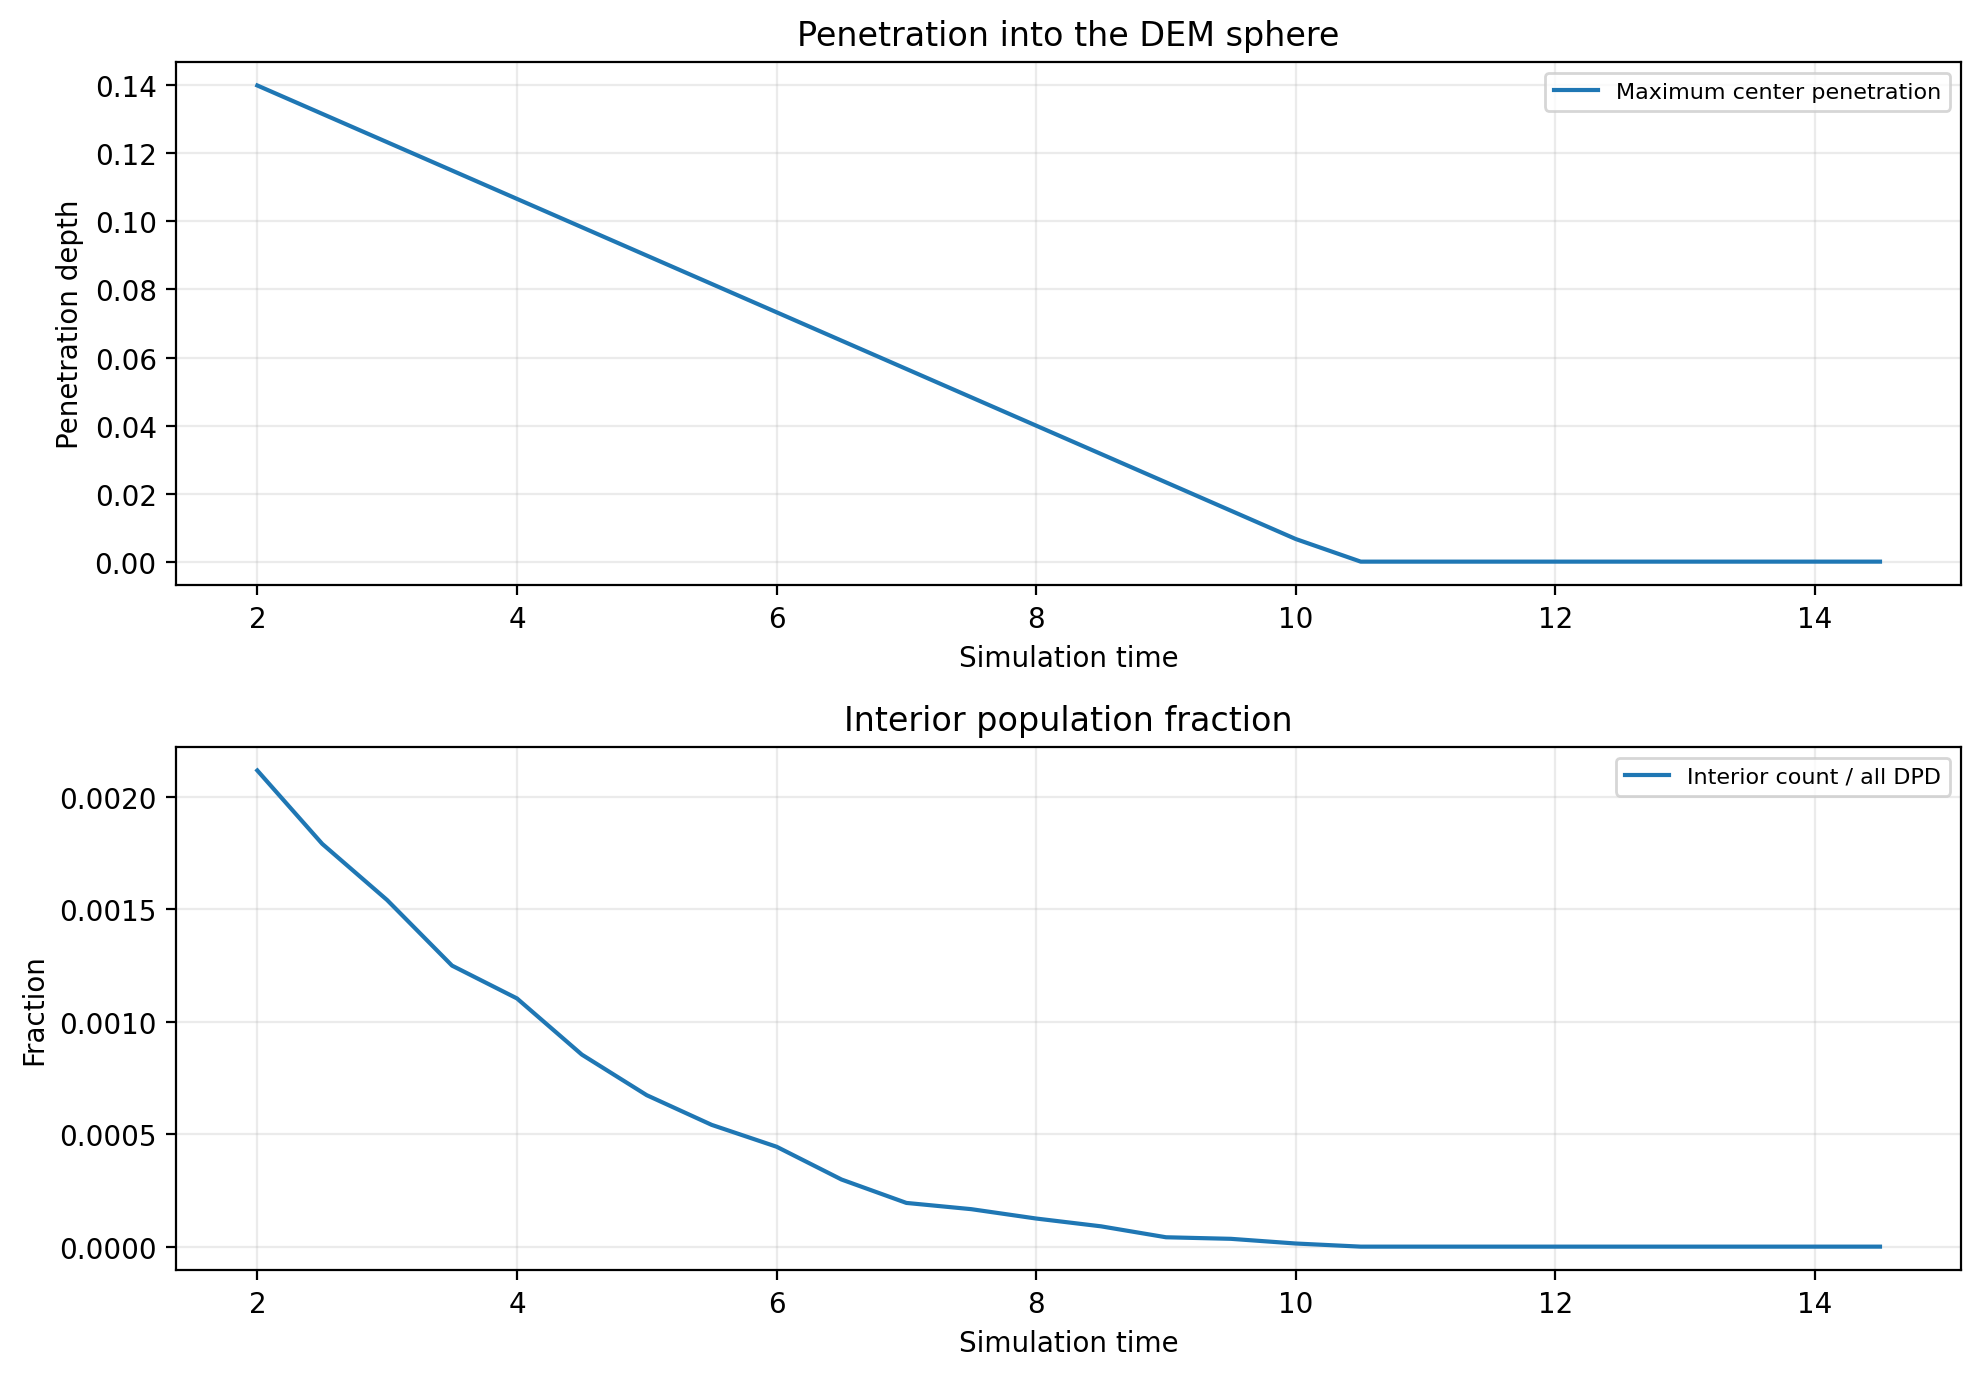 Penetration into the DEM sphere
Maximum center penetration
Penetration depth
0.14
0.12
0.10
0.08
0.06
0.04
0.02
0.00
2 4 6 8 10 12 14
Simulation time
Interior population fraction
Interior count / all DPD
Fraction
0.0020
0.0015
0.0010
0.0005
0.0000
2 4 6 8 10 12 14
Simulation time